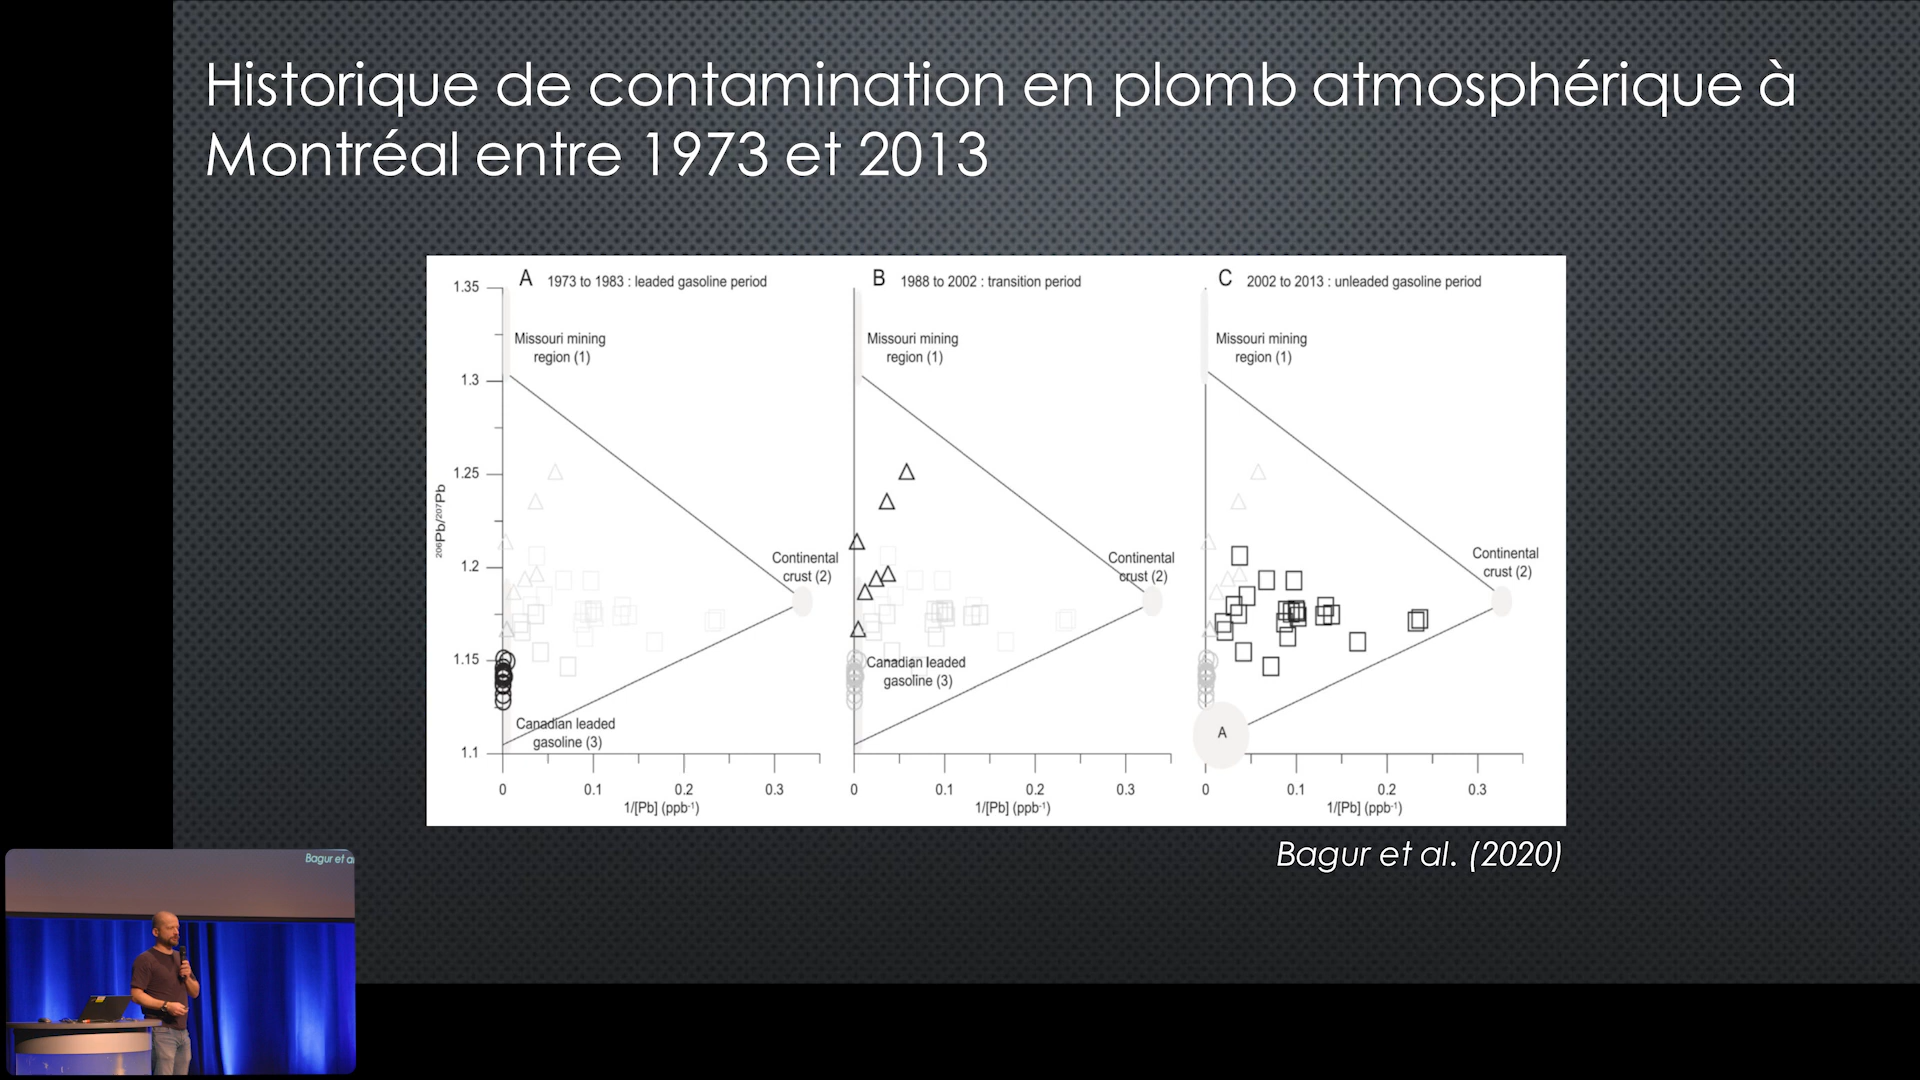 Historique de contamination en plomb atmosphérique à
Montréal entre 1973 et 2013
A 1973 to 1983 : leaded gasoline period
1.35
1.3
1.25
1.2
1.15
1.1
²⁰⁶Pb/²⁰⁷Pb
Missouri mining
region (1)
Continental
crust (2)
Canadian leaded
gasoline (3)
0 0.1 0.2 0.3
1/[Pb] (ppb⁻¹)
B 1988 to 2002 : transition period
Missouri mining
region (1)
Continental
crust (2)
Canadian leaded
gasoline (3)
0 0.1 0.2 0.3
1/[Pb] (ppb⁻¹)
C 2002 to 2013 : unleaded gasoline period
Missouri mining
region (1)
Continental
crust (2)
A
0 0.1 0.2 0.3
1/[Pb] (ppb⁻¹)
Bagur et al. (2020)
Bagur et a